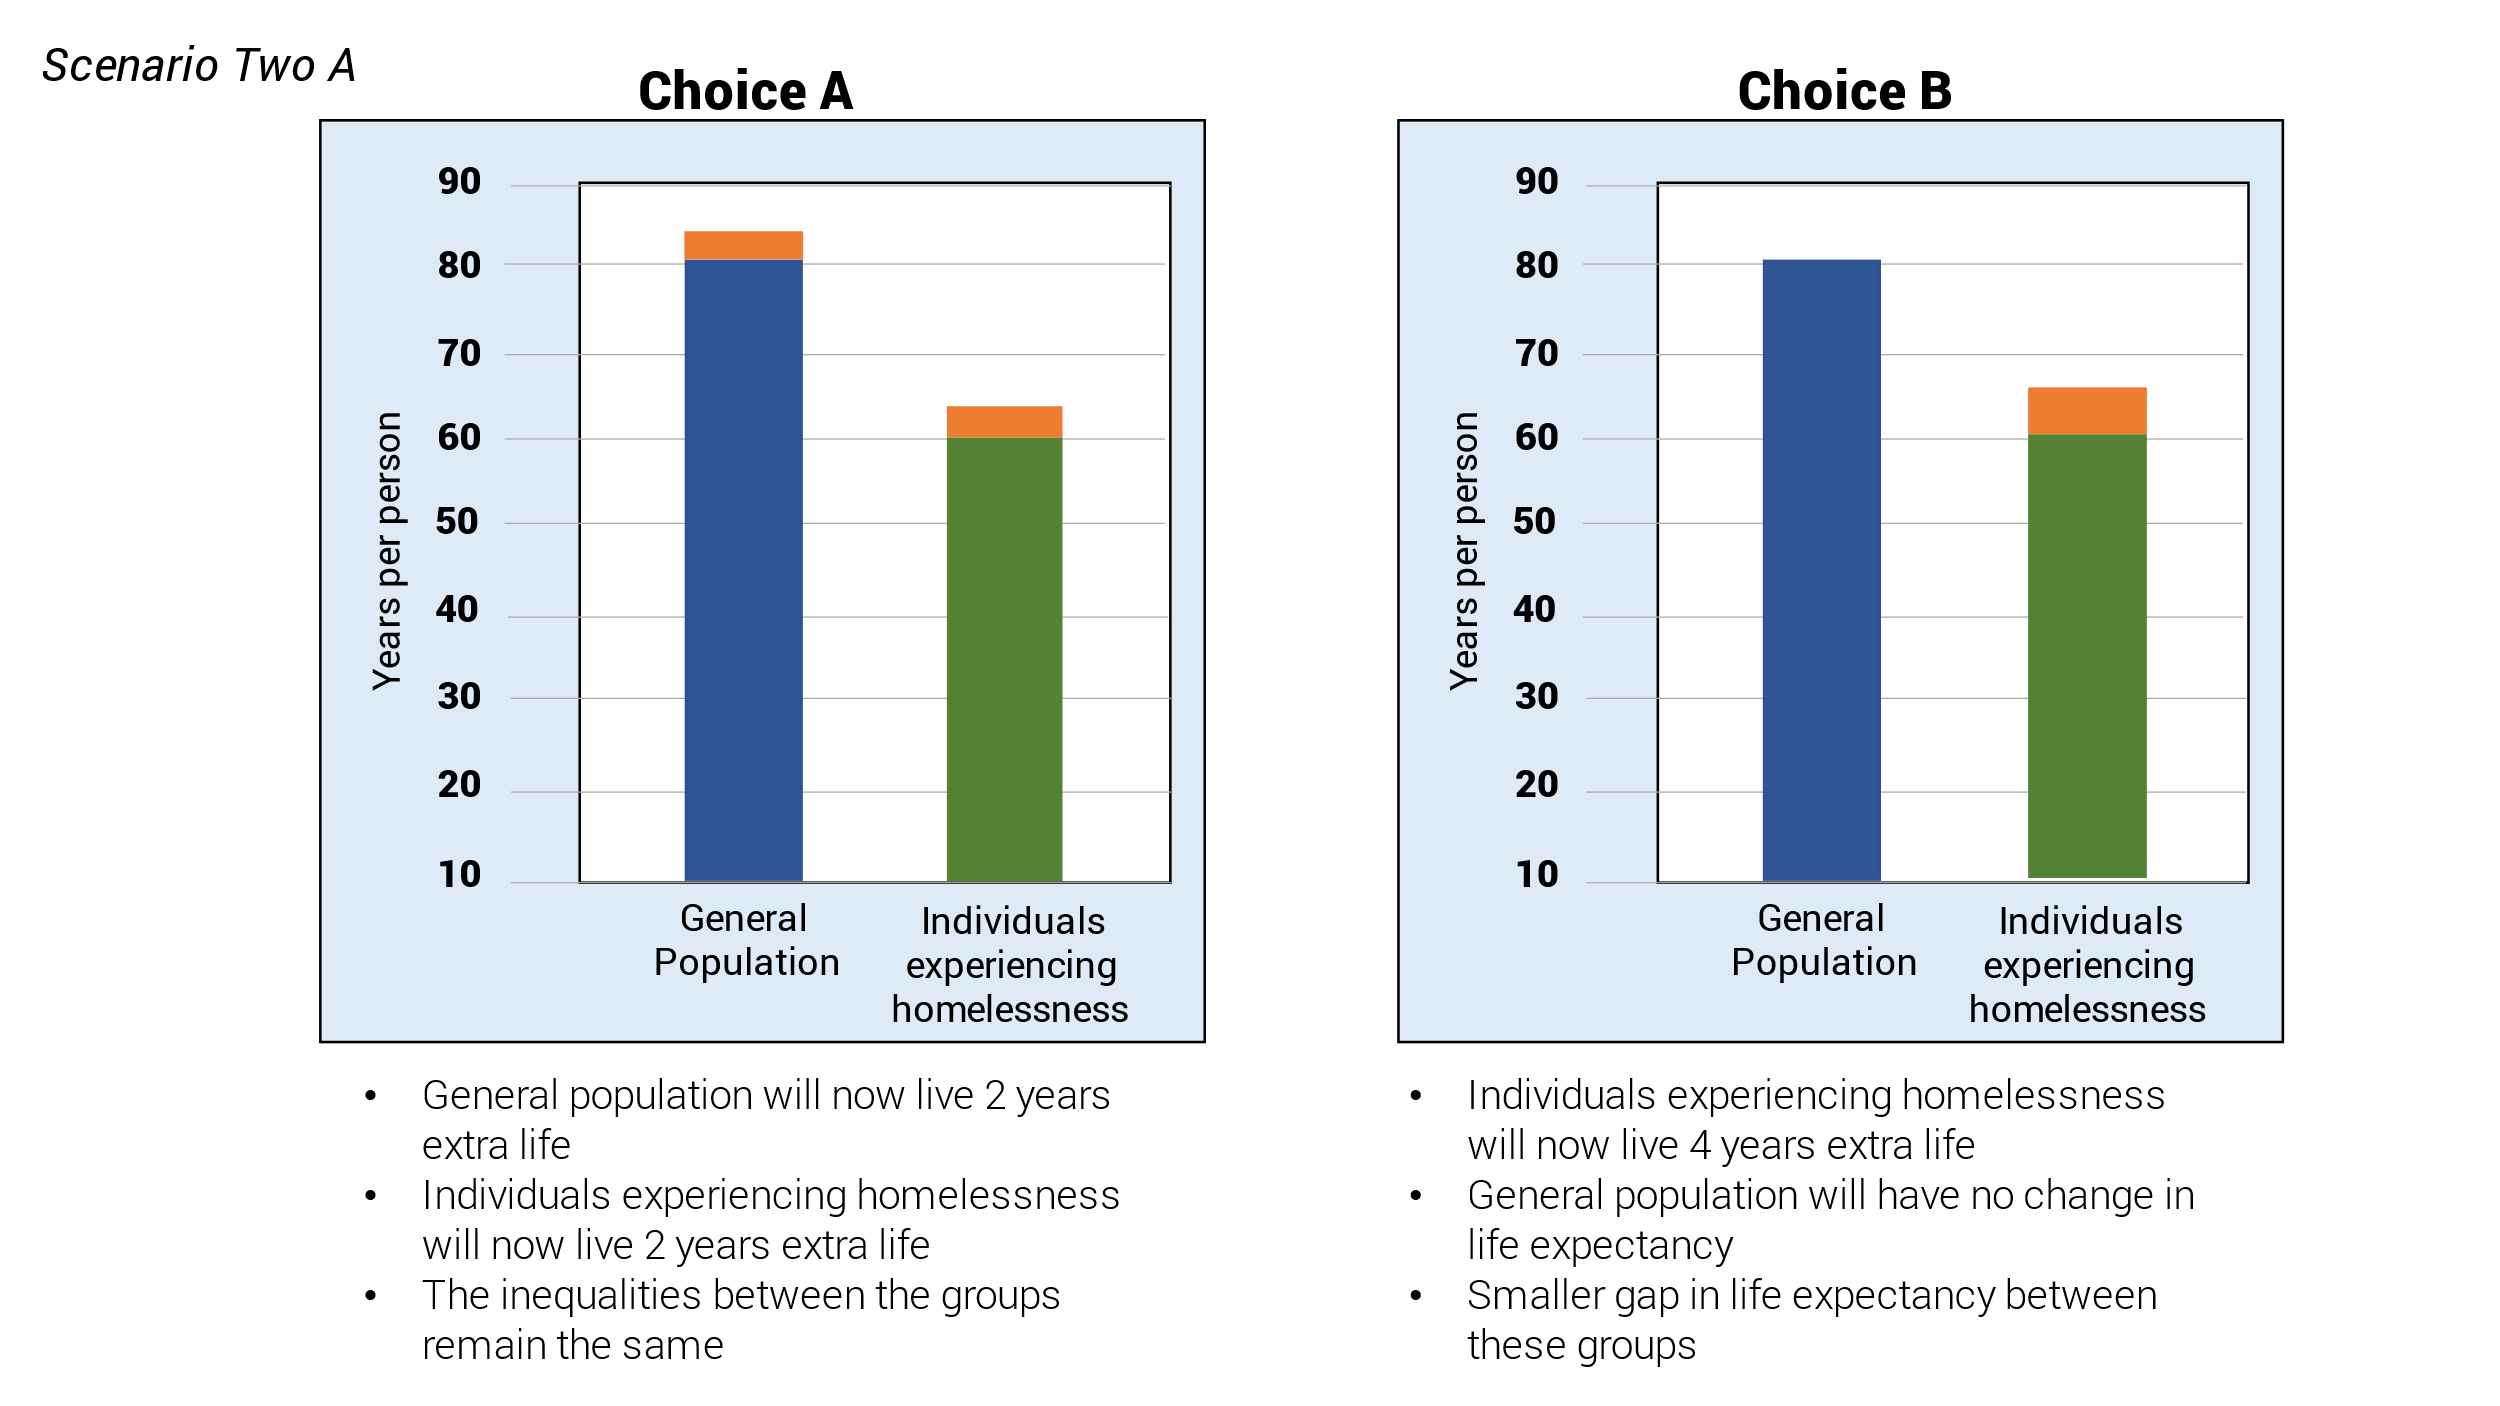 Scenario Two A
Choice A
90
80
70
60
50
40
30
20
10
Years per person
General
Population
Individuals
experiencing
homelessness
• General population will now live 2 years
extra life
• Individuals experiencing homelessness
will now live 2 years extra life
• The inequalities between the groups
remain the same
Choice B
90
80
70
60
50
40
30
20
10
Years per person
General
Population
Individuals
experiencing
homelessness
• Individuals experiencing homelessness
will now live 4 years extra life
• General population will have no change in
life expectancy
• Smaller gap in life expectancy between
these groups